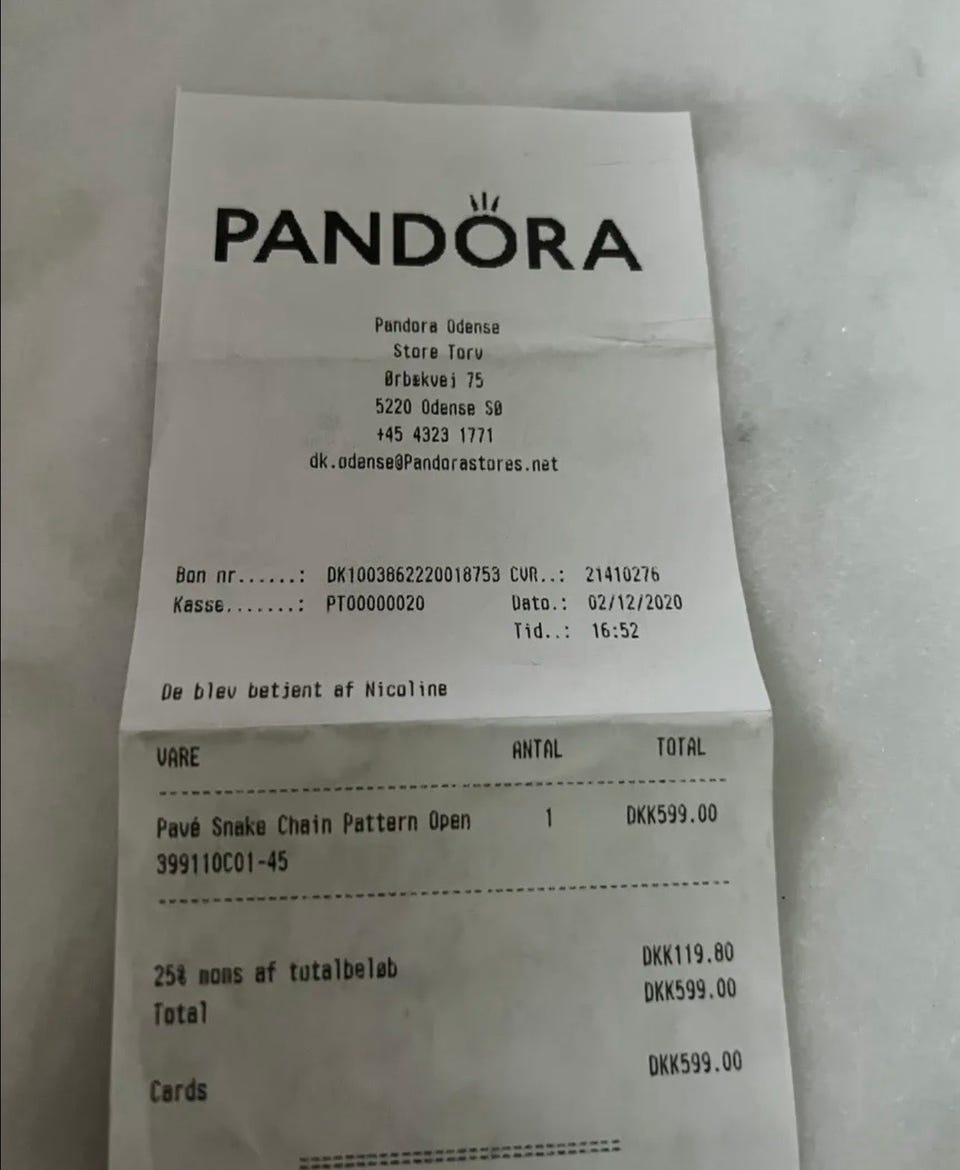 PANDORA
Pandora Odense
Store Torv
Ørbækvej 75
5220 Odense SØ
+45 4323 1771
dk.odense@Pandorastores.net
Bon nr......: DK1003862220018753 CVR..: 21410276
Kasse.......: PT00000020 Dato.: 02/12/2020
Tid..: 16:52
De blev betjent af Nicoline
VARE ANTAL TOTAL
Pavé Snake Chain Pattern Open 1 DKK599.00
399110C01-45
25% moms af totalbeløb DKK119.80
Total DKK599.00
Cards DKK599.00